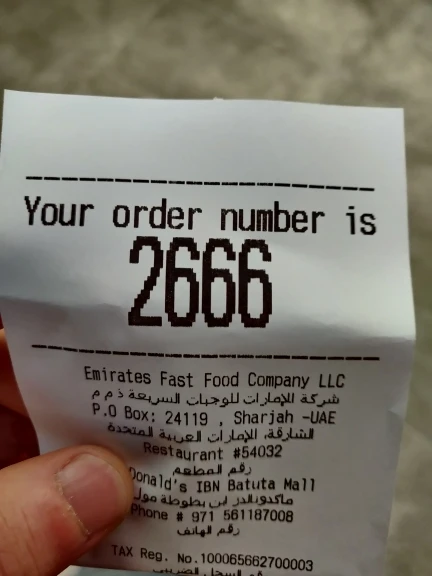 Your order number is
2666
Emirates Fast Food Company LLC
شركة للإمارات للوجبات السريعة ذ م م
P.O Box: 24119 , Sharjah -UAE
الشارقة، للإمارات العربية المتحدة
Restaurant #54032
رقم المطعم
Donald's IBN Batuta Mall
ماكدونالدز ابن بطوطة مول
Phone # 971 561187008
رقم الهاتف
TAX Reg. No.100065662700003